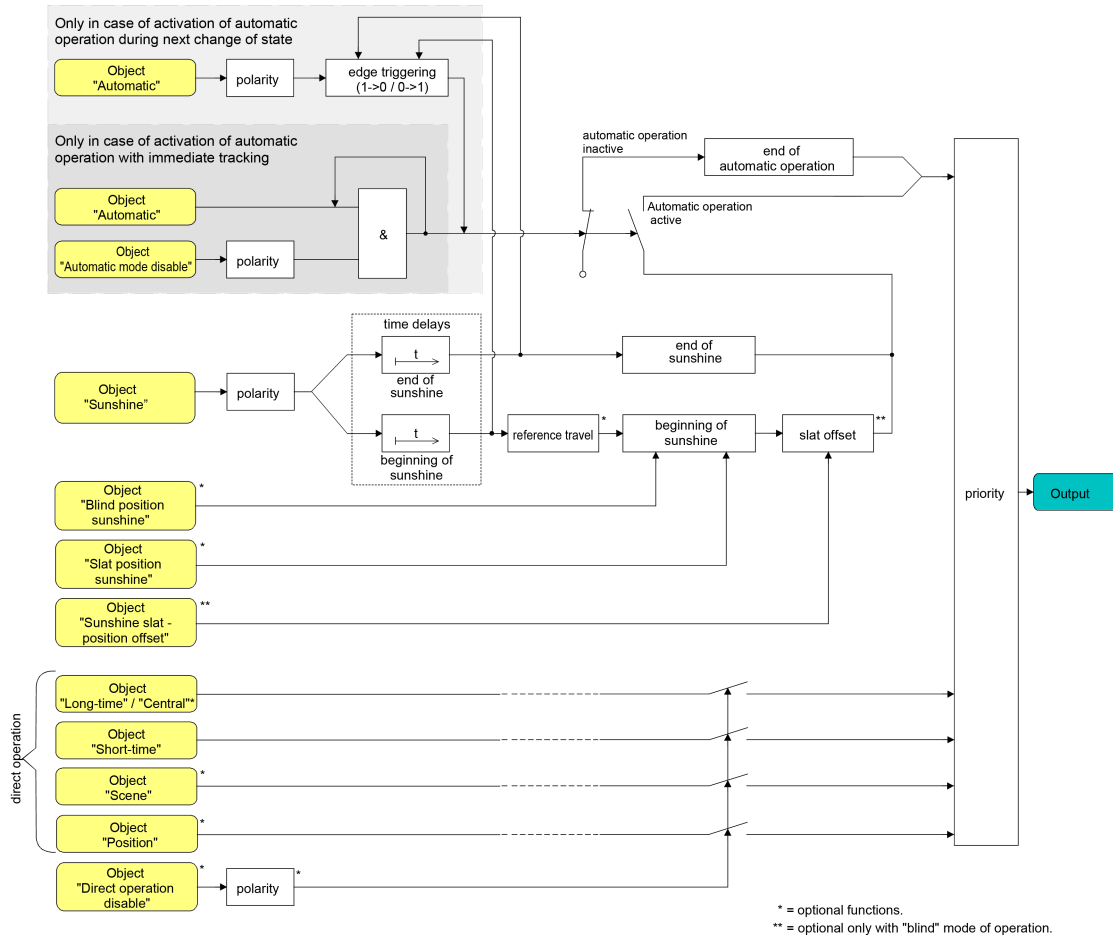 Only in case of activation of automatic
operation during next change of state
Object
"Automatic"
polarity
edge triggering
(1->0 / 0->1)
Only in case of activation of automatic
operation with immediate tracking
Object
"Automatic"
Object
"Automatic mode disable"
polarity
&
automatic operation
inactive
end of
automatic operation
Automatic operation
active
time delays
t
end of
sunshine
end of
sunshine
Object
"Sunshine"
polarity
t
beginning of
sunshine
reference travel
*
beginning of
sunshine
slat offset
**
Object
"Blind position
sunshine"
*
Object
"Slat position
sunshine"
*
Object
"Sunshine slat -
position offset"
**
priority
Output
direct operation
Object
"Long-time" / "Central"*
Object
"Short-time"
Object
"Scene"
*
Object
"Position"
*
Object
"Direct operation
disable"
*
polarity
*
* = optional functions.
** = optional only with "blind" mode of operation.